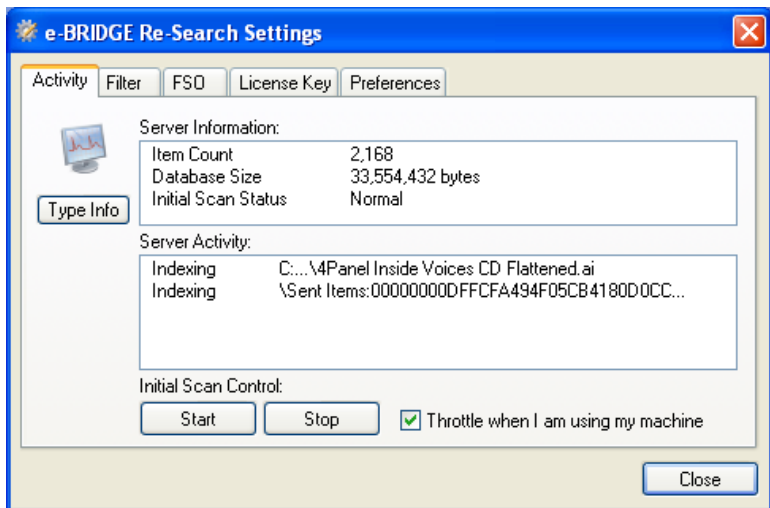 e-BRIDGE Re-Search Settings
Activity Filter FSO License Key Preferences
Server Information:
Item Count 2,168
Database Size 33,554,432 bytes
Initial Scan Status Normal
Type Info
Server Activity:
Indexing C:...\4Panel Inside Voices CD Flattened.ai
Indexing \Sent Items:00000000DFFCFA494F05CB4180D0CC...
Initial Scan Control:
Start Stop Throttle when I am using my machine
Close